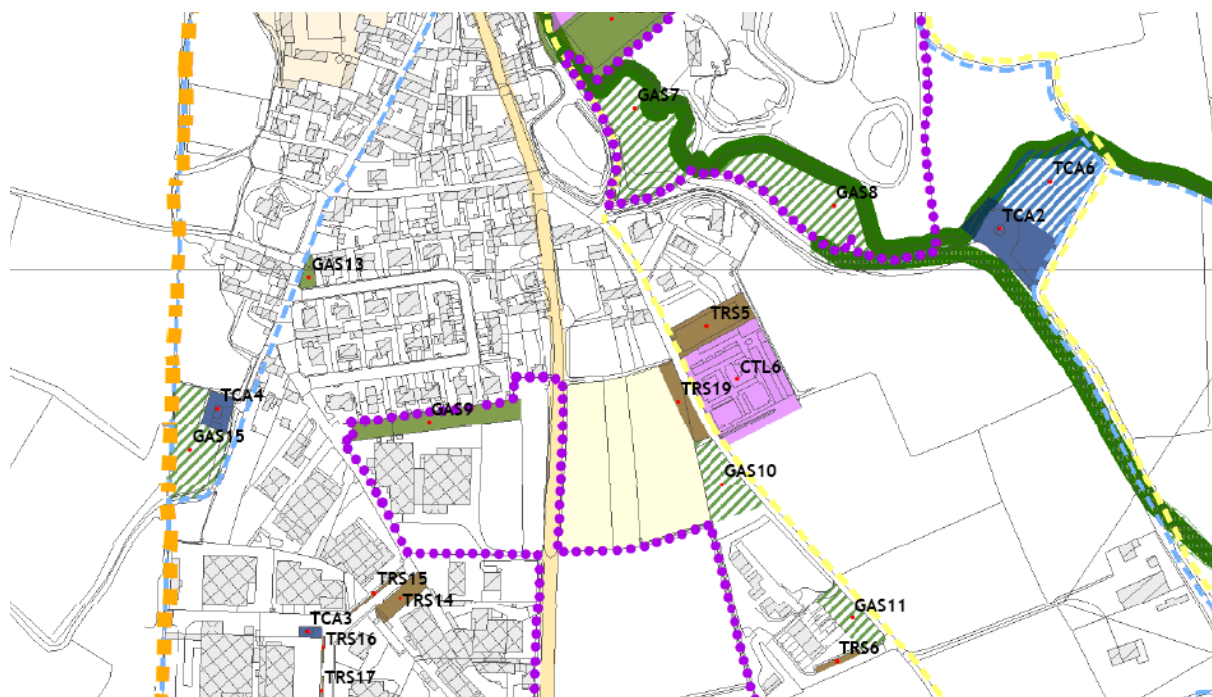 GAS7
TCA6
GAS8
TCA2
GAS13
TRS5
CTL6
TRS19
TCA4
GAS9
GAS15
GAS10
TRS15
TRS14
GAS11
TCA3
TRS16
TRS6
TRS17